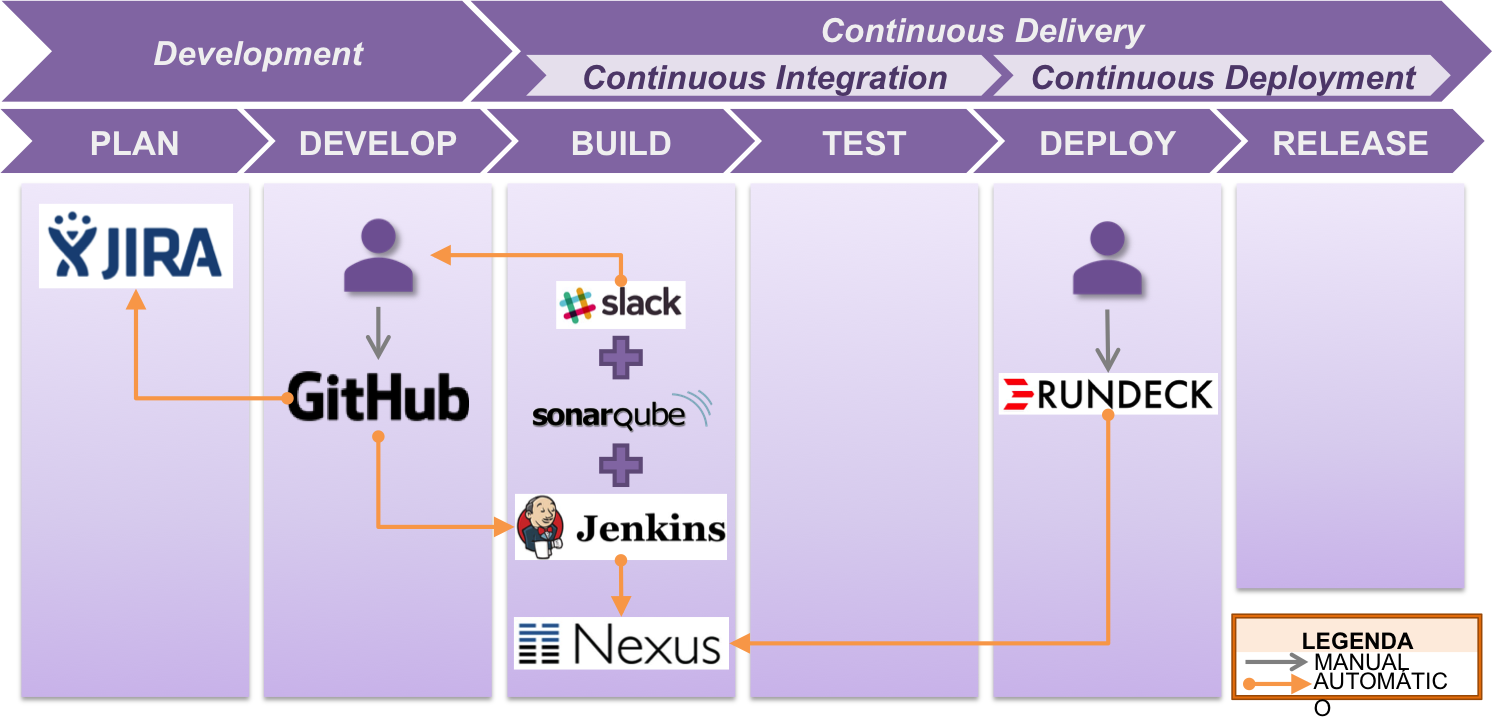 Development
Continuous Delivery
Continuous Integration
Continuous Deployment
PLAN
DEVELOP
BUILD
TEST
DEPLOY
RELEASE
JIRA
slack
GitHub
RUNDECK
sonarqube
Jenkins
Nexus
LEGENDA
MANUAL
AUTOMÁTIC
O